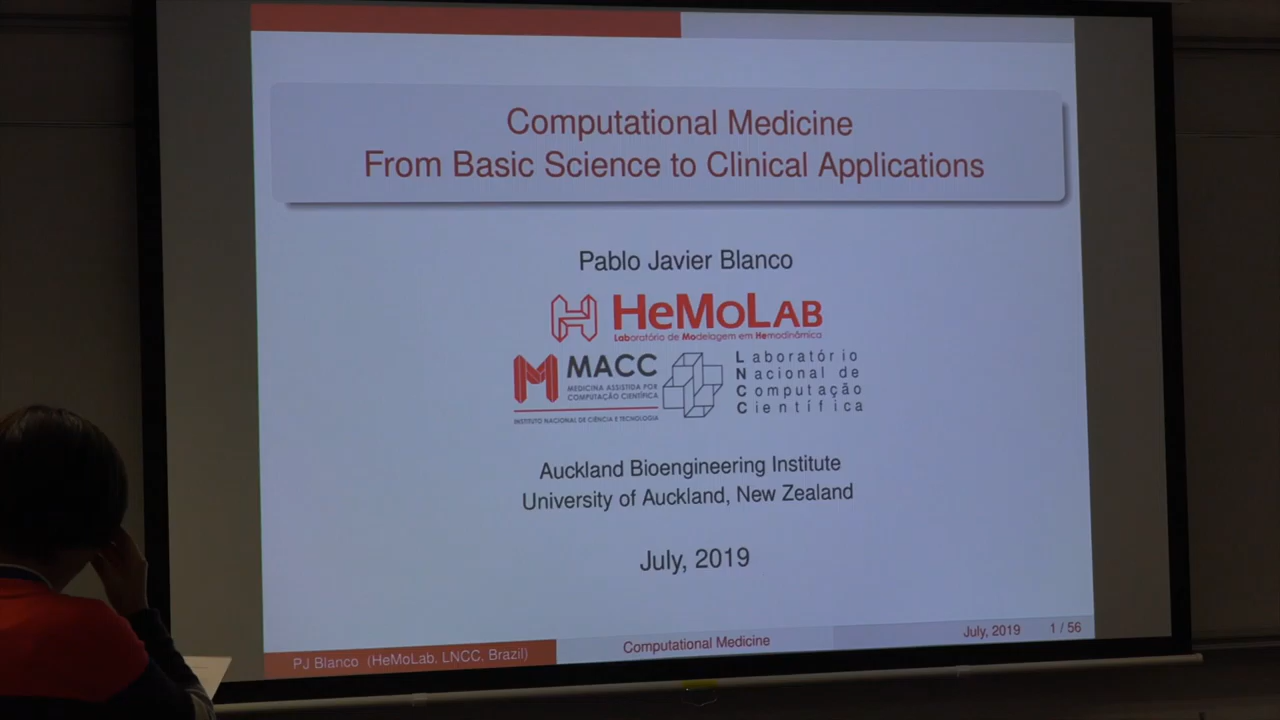 Computational Medicine
From Basic Science to Clinical Applications
Pablo Javier Blanco
HEMOLAB
Laboratório de Modelagem em Hemodinâmica
MACC
MEDICINA ASSISTIDA POR
COMPUTAÇÃO CIENTÍFICA
INSTITUTO NACIONAL DE CIÊNCIA E TECNOLOGIA
Laboratório
Nacional de
Computação
Científica
Auckland Bioengineering Institute
University of Auckland, New Zealand
July, 2019
PJ Blanco (HeMoLab, LNCC, Brazil)
Computational Medicine
July, 2019
1 / 56